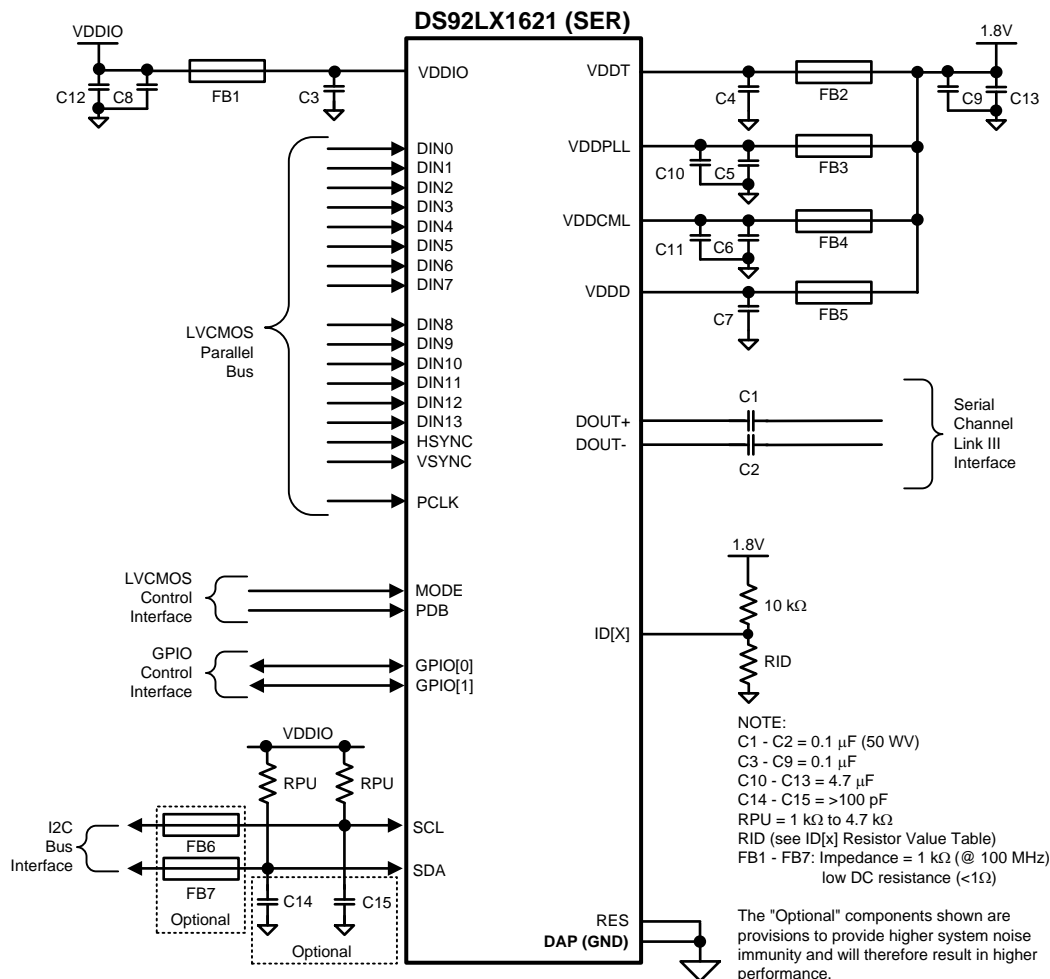 DS92LX1621 (SER)
VDDIO
C12
C8
FB1
C3
VDDIO
VDDT
C4
FB2
1.8V
C9
C13
VDDPLL
C10
C5
FB3
VDDCML
C11
C6
FB4
VDDD
C7
FB5
LVCMOS
Parallel
Bus
DIN0
DIN1
DIN2
DIN3
DIN4
DIN5
DIN6
DIN7
DIN8
DIN9
DIN10
DIN11
DIN12
DIN13
HSYNC
VSYNC
PCLK
DOUT+
DOUT-
C1
C2
Serial
Channel
Link III
Interface
LVCMOS
Control
Interface
MODE
PDB
GPIO
Control
Interface
GPIO[0]
GPIO[1]
1.8V
10 kΩ
ID[X]
RID
VDDIO
RPU
RPU
I2C
Bus
Interface
FB6
FB7
Optional
SCL
SDA
C14
C15
Optional
RES
DAP (GND)
NOTE:
C1 - C2 = 0.1 μF (50 WV)
C3 - C9 = 0.1 μF
C10 - C13 = 4.7 μF
C14 - C15 = >100 pF
RPU = 1 kΩ to 4.7 kΩ
RID (see ID[x] Resistor Value Table)
FB1 - FB7: Impedance = 1 kΩ (@ 100 MHz)
low DC resistance (<1Ω)
The "Optional" components shown are
provisions to provide higher system noise
immunity and will therefore result in higher
performance.